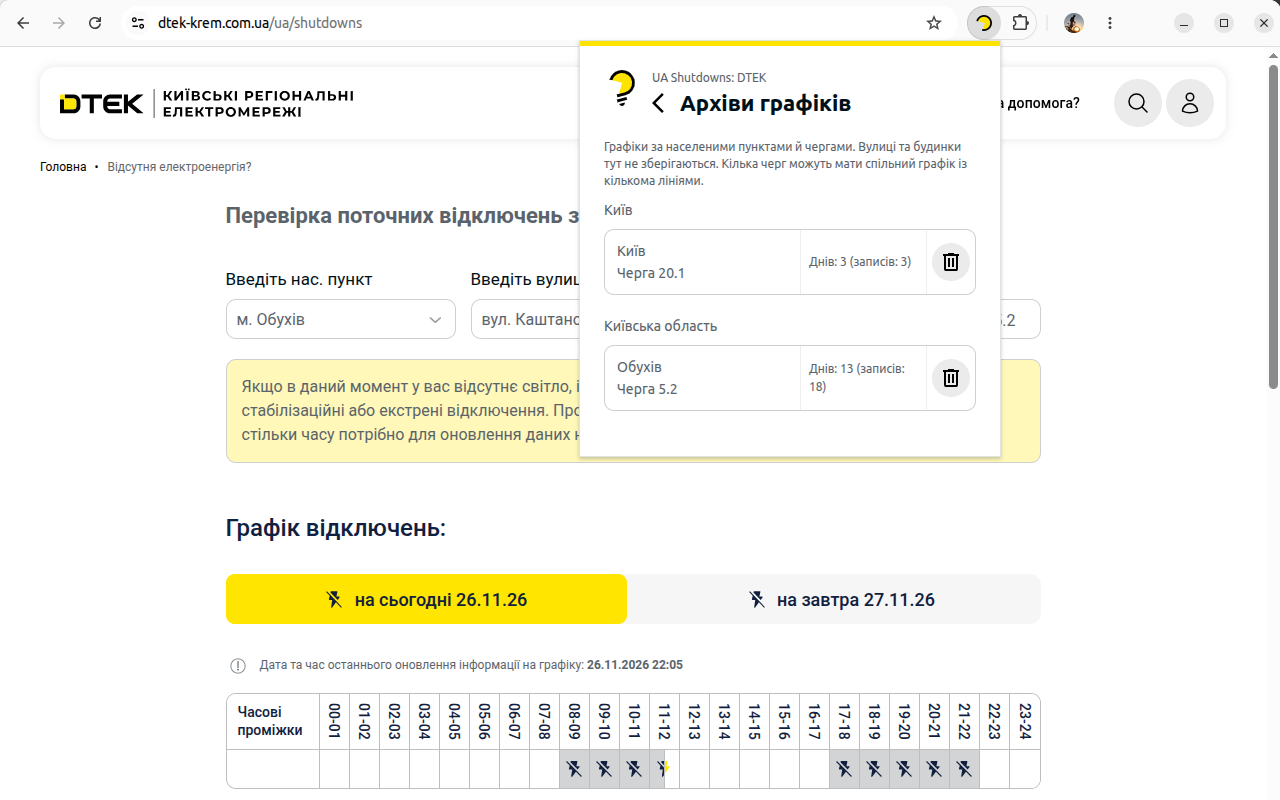 dtek-krem.com.ua/ua/shutdowns
DTEK
КИЇВСЬКІ РЕГІОНАЛЬНІ
ЕЛЕКТРОМЕРЕЖІ
допомога?
Головна • Відсутня електроенергія?
UA Shutdowns: DTEK
Архіви графіків
Графіки за населеними пунктами й чергами. Вулиці та будинки
тут не зберігаються. Кілька черг можуть мати спільний графік із
кількома лініями.
Київ
Київ
Черга 20.1
Днів: 3 (записів: 3)
Київська область
Обухів
Черга 5.2
Днів: 13 (записів:
18)
Перевірка поточних відключень
Введіть нас. пункт
Введіть
м. Обухів
вул.
5.2
Якщо в даний момент у вас відсутнє світло,
стабілізаційні або екстрені відключення.
стільки часу потрібно для оновлення даних
Графік відключень:
на сьогодні 26.11.26
на завтра 27.11.26
Дата та час останнього оновлення інформації на графіку: 26.11.2026 22:05
Часові
проміжки
00-01 01-02 02-03 03-04 04-05 05-06 06-07 07-08 08-09 09-10 10-11 11-12 12-13 13-14 14-15 15-16 16-17 17-18 18-19 19-20 20-21 21-22 22-23 23-24